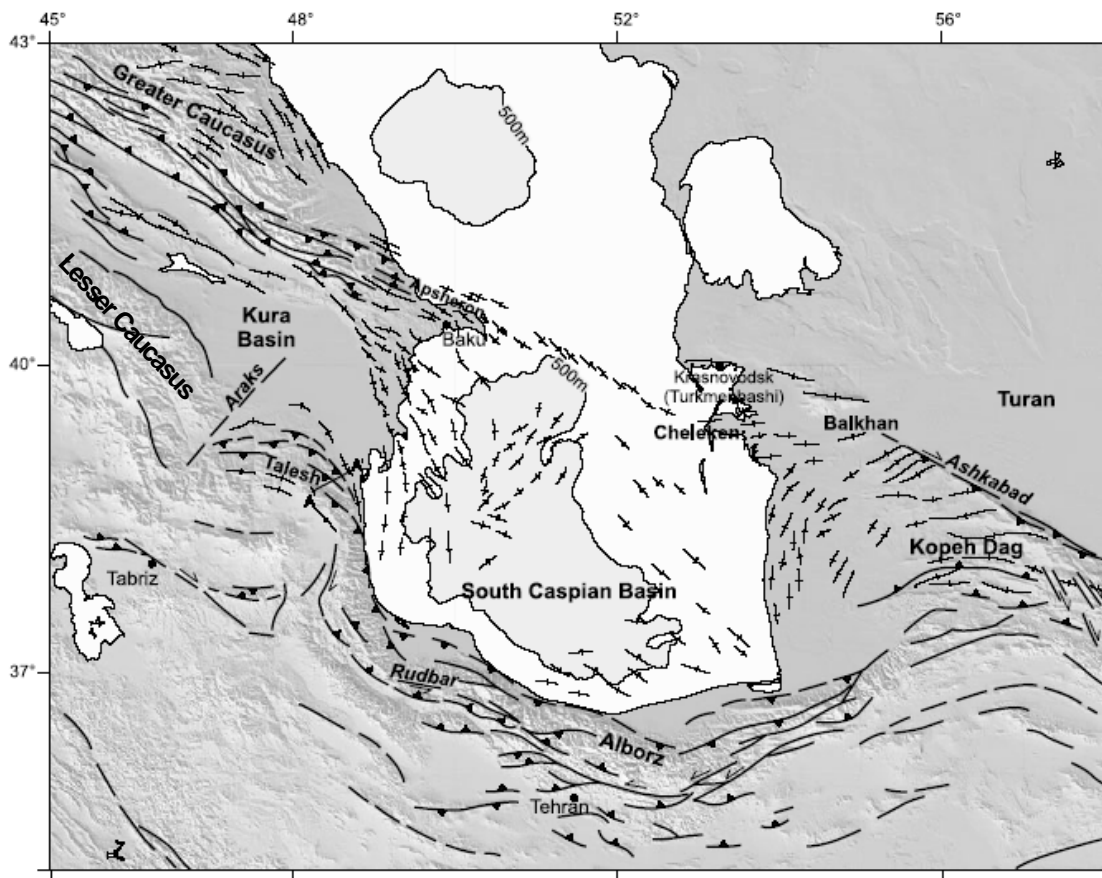 45°
48°
52°
56°
43°
Greater Caucasus
500m
Lesser Caucasus
Kura
Basin
Apsheron
Baku
40°
500m
Krasnovodsk
(Turkmenbashi)
Araks
Turan
Balkhan
Cheleken
Talesh
Ashkabad
Kopeh Dag
Tabriz
South Caspian Basin
37°
Rudbar
Alborz
Tehran